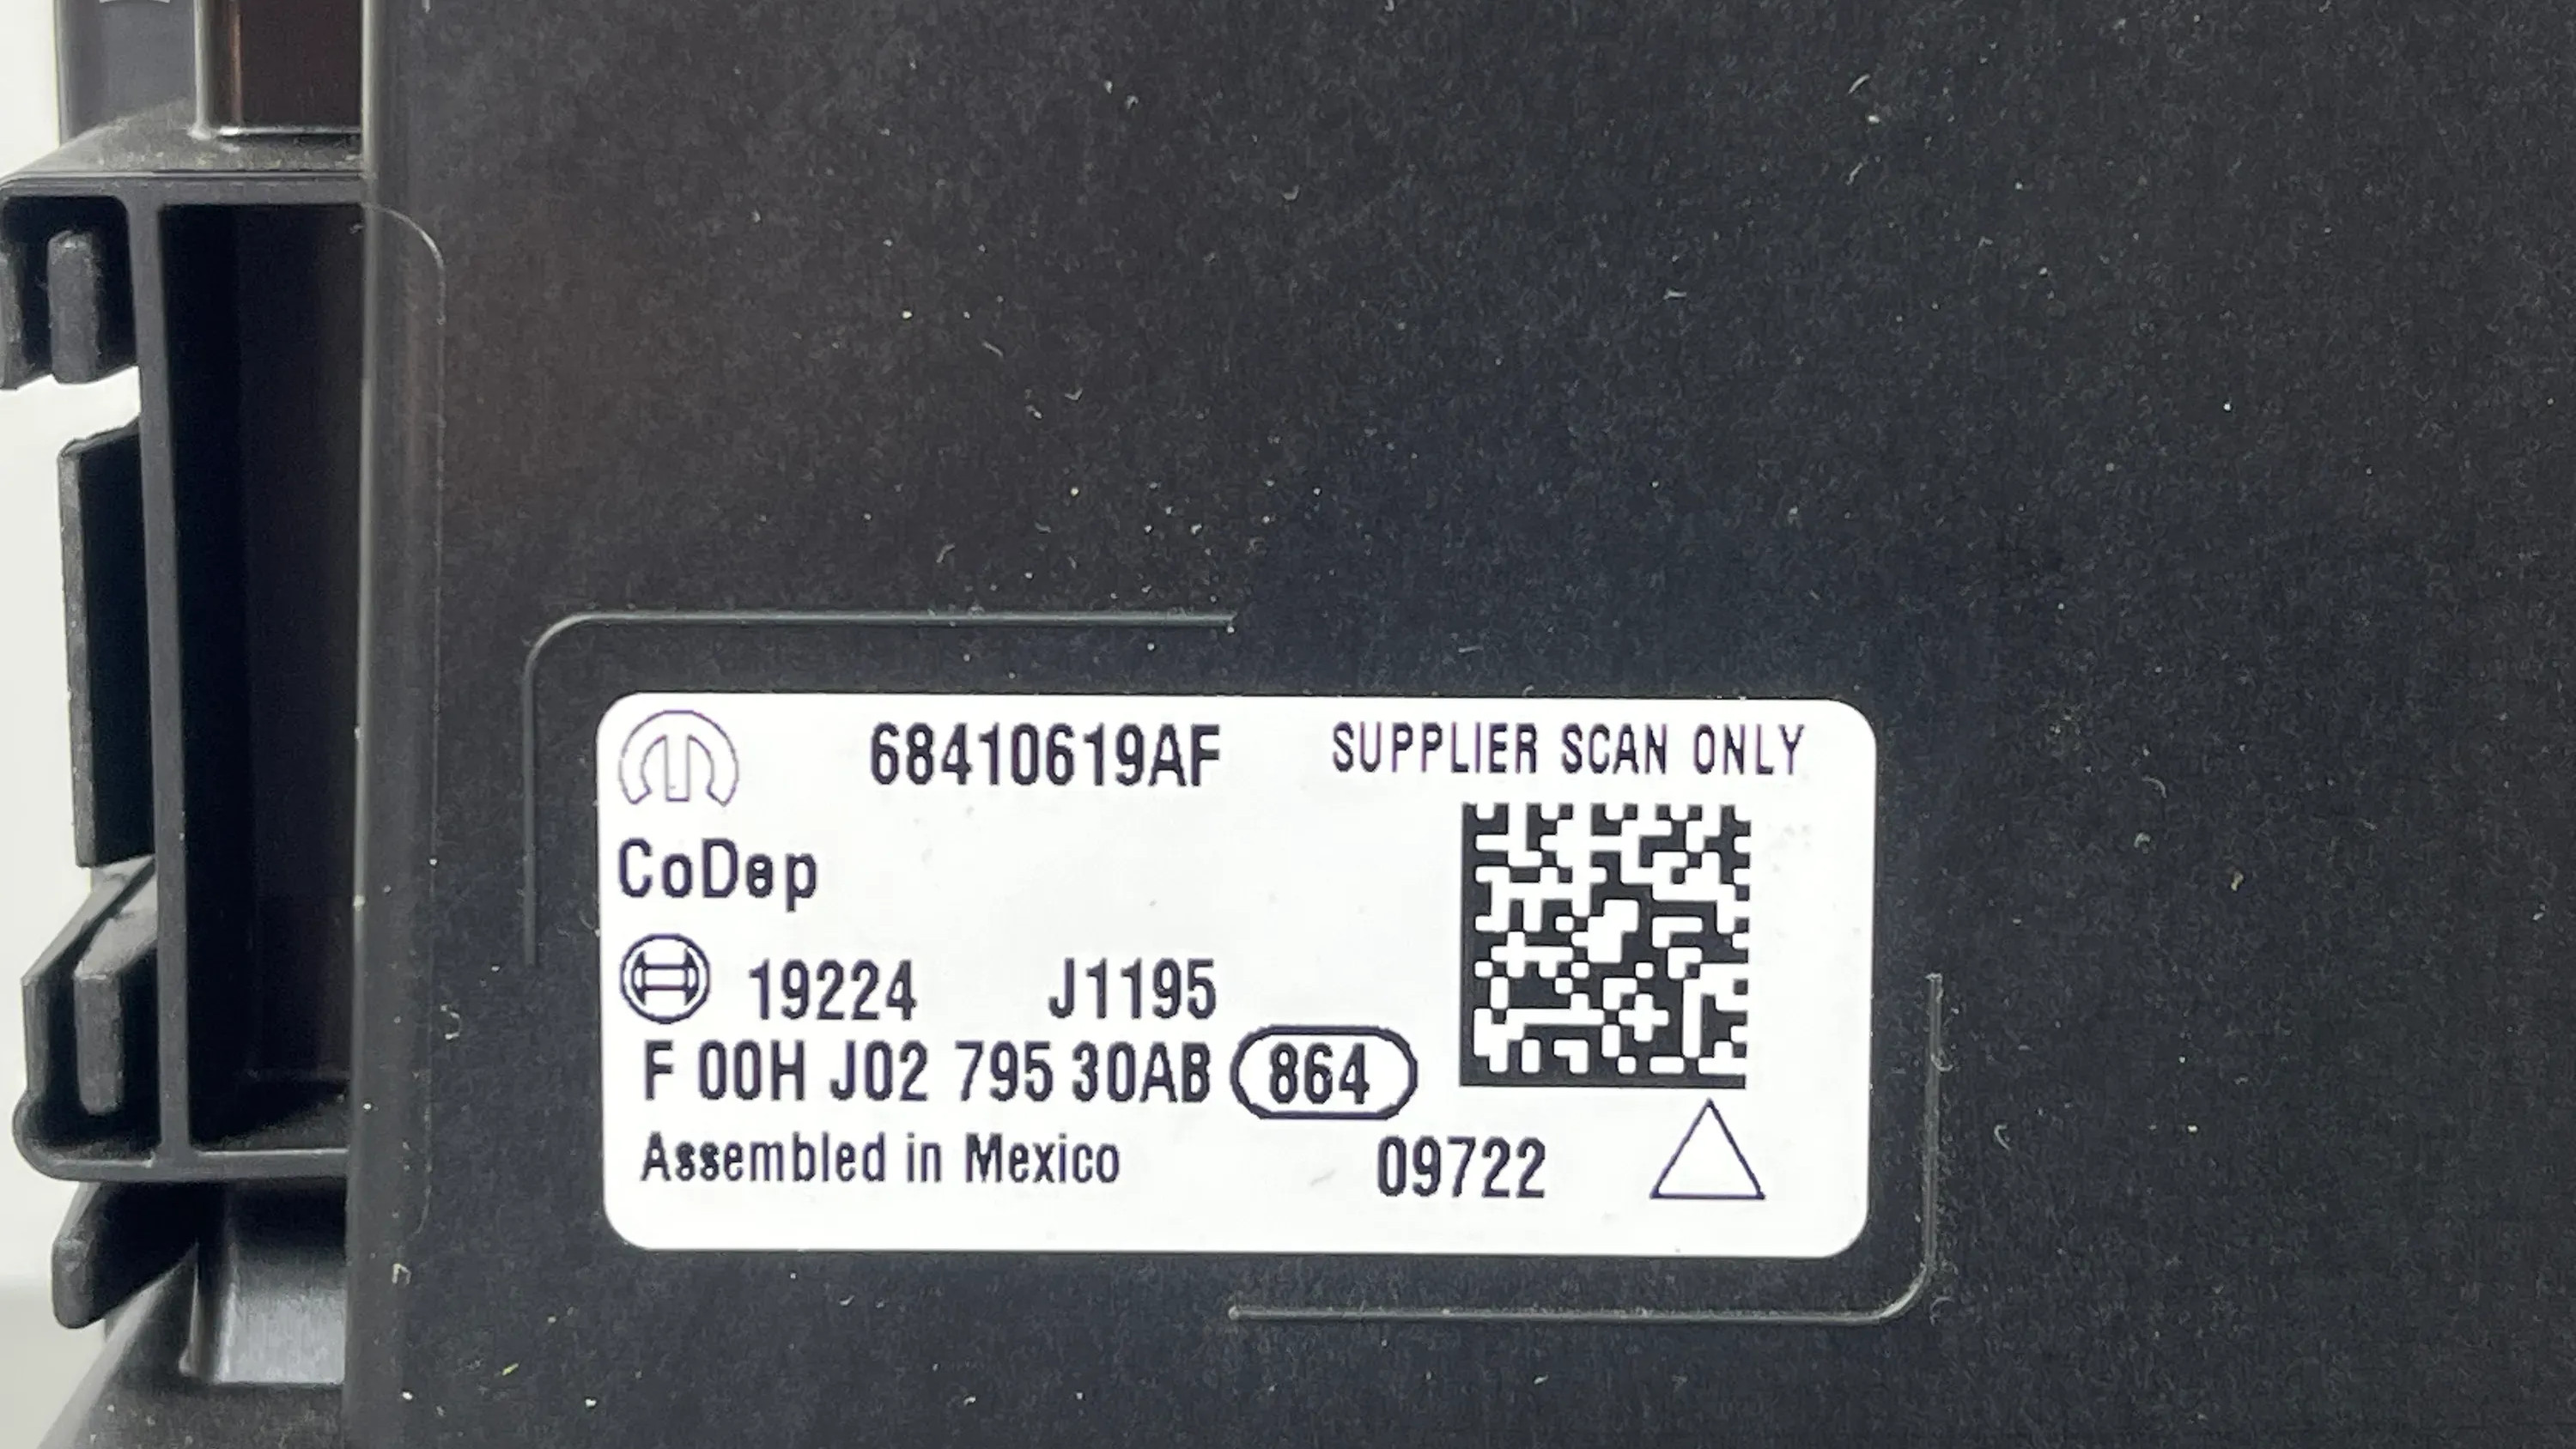 68410619AF SUPPLIER SCAN ONLY
CoDep
19224 J1195
F 00H J02 795 30AB 864
Assembled in Mexico 09722